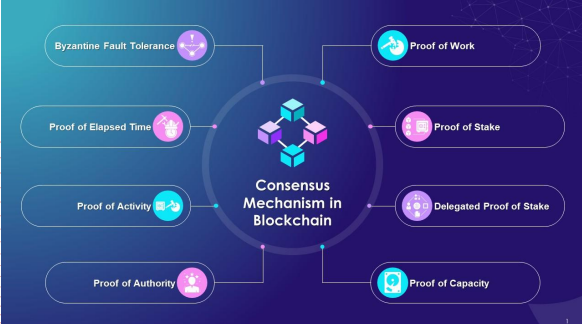 Byzantine Fault Tolerance
Proof of Work
Proof of Elapsed Time
Proof of Stake
Consensus
Mechanism in
Blockchain
Proof of Activity
Delegated Proof of Stake
Proof of Authority
Proof of Capacity
1